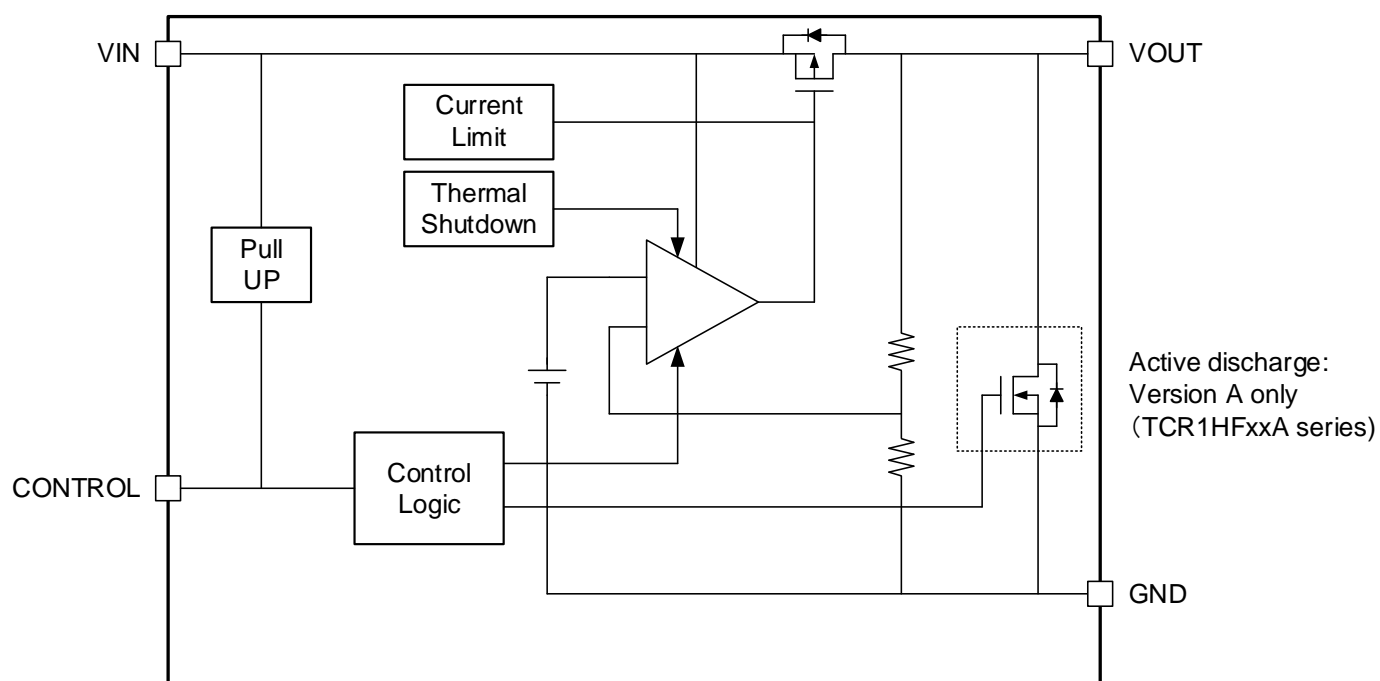 VIN
VOUT
Current
Limit
Thermal
Shutdown
Pull
UP
Active discharge:
Version A only
（TCR1HFxxA series)
CONTROL
Control
Logic
GND